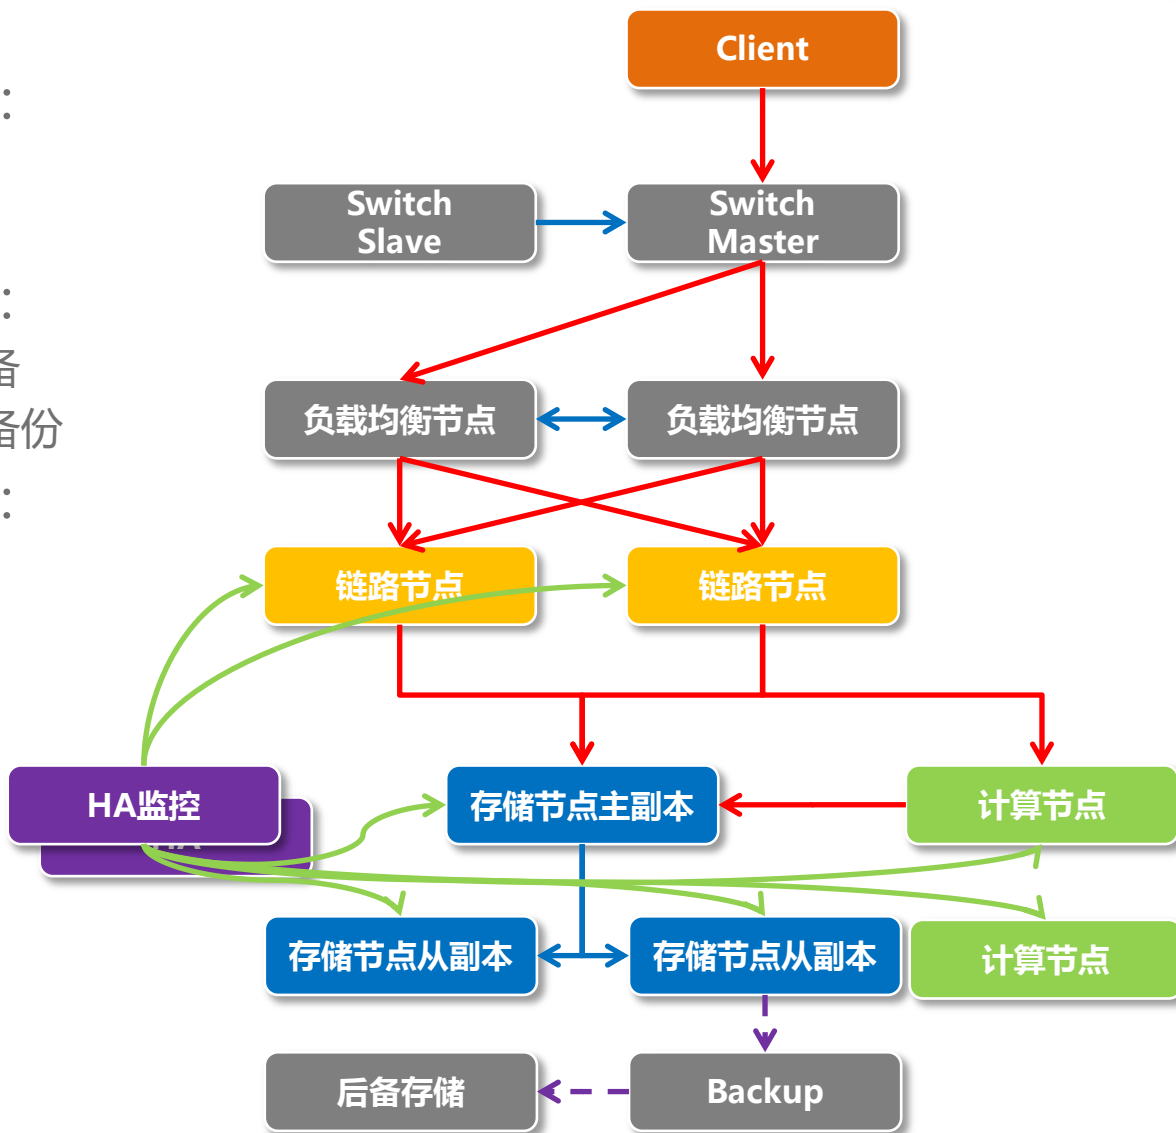 Client
：
Switch
Slave
Switch
Master
：
备
备份
：
负载均衡节点
负载均衡节点
链路节点
链路节点
HA监控
存储节点主副本
计算节点
存储节点从副本
存储节点从副本
计算节点
后备存储
Backup